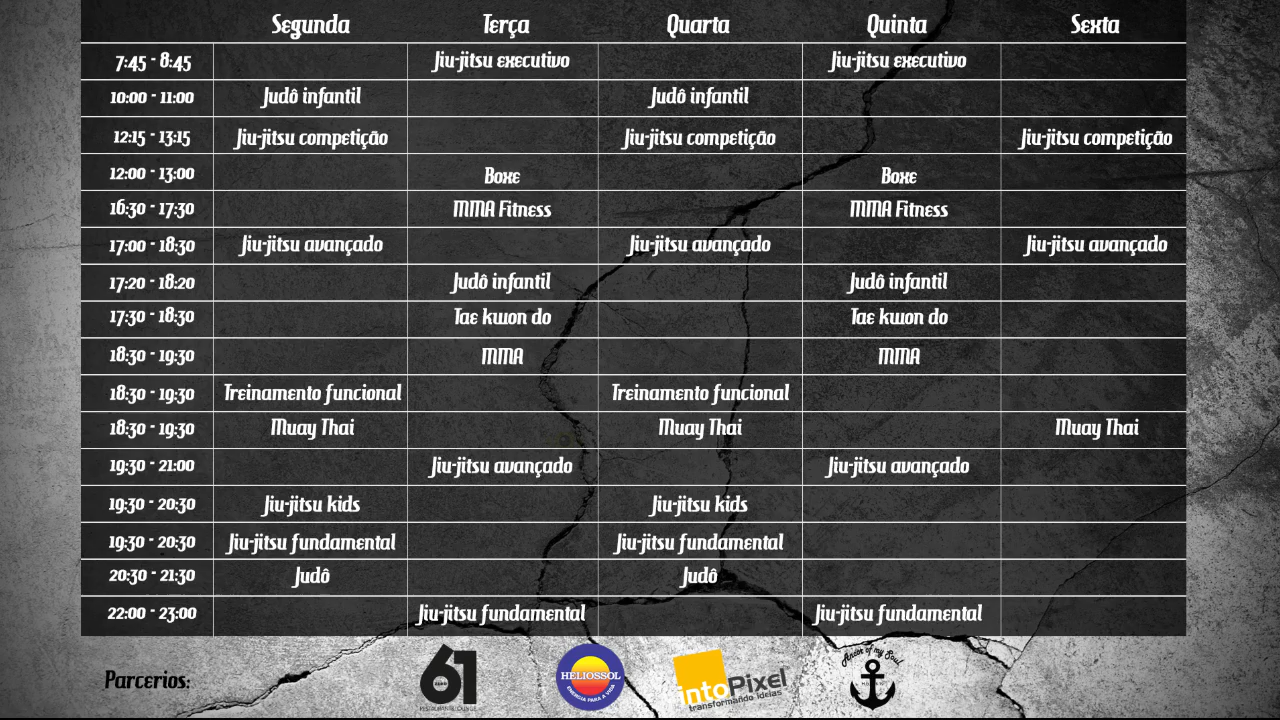 Segunda Terça Quarta Quinta Sexta
7:45 - 8:45 Jiu-jitsu executivo Jiu-jitsu executivo
10:00 - 11:00 Judô infantil Judô infantil
12:15 - 13:15 Jiu-jitsu competição Jiu-jitsu competição Jiu-jitsu competição
12:00 - 13:00 Boxe Boxe
16:30 - 17:30 MMA Fitness MMA Fitness
17:00 - 18:30 Jiu-jitsu avançado Jiu-jitsu avançado Jiu-jitsu avançado
17:20 - 18:20 Judô infantil Judô infantil
17:30 - 18:30 Tae kwon do Tae kwon do
18:30 - 19:30 MMA MMA
18:30 - 19:30 Treinamento funcional Treinamento funcional
18:30 - 19:30 Muay Thai Muay Thai Muay Thai
19:30 - 21:00 Jiu-jitsu avançado Jiu-jitsu avançado
19:30 - 20:30 Jiu-jitsu kids Jiu-jitsu kids
19:30 - 20:30 Jiu-jitsu fundamental Jiu-jitsu fundamental
20:30 - 21:30 Judô Judô
22:00 - 23:00 Jiu-jitsu fundamental Jiu-jitsu fundamental
Parcerios:
61
HELIOSSOL
ENERGIA PARA A VIDA
intoPixel
transformando ideias
Ancor of my Soul